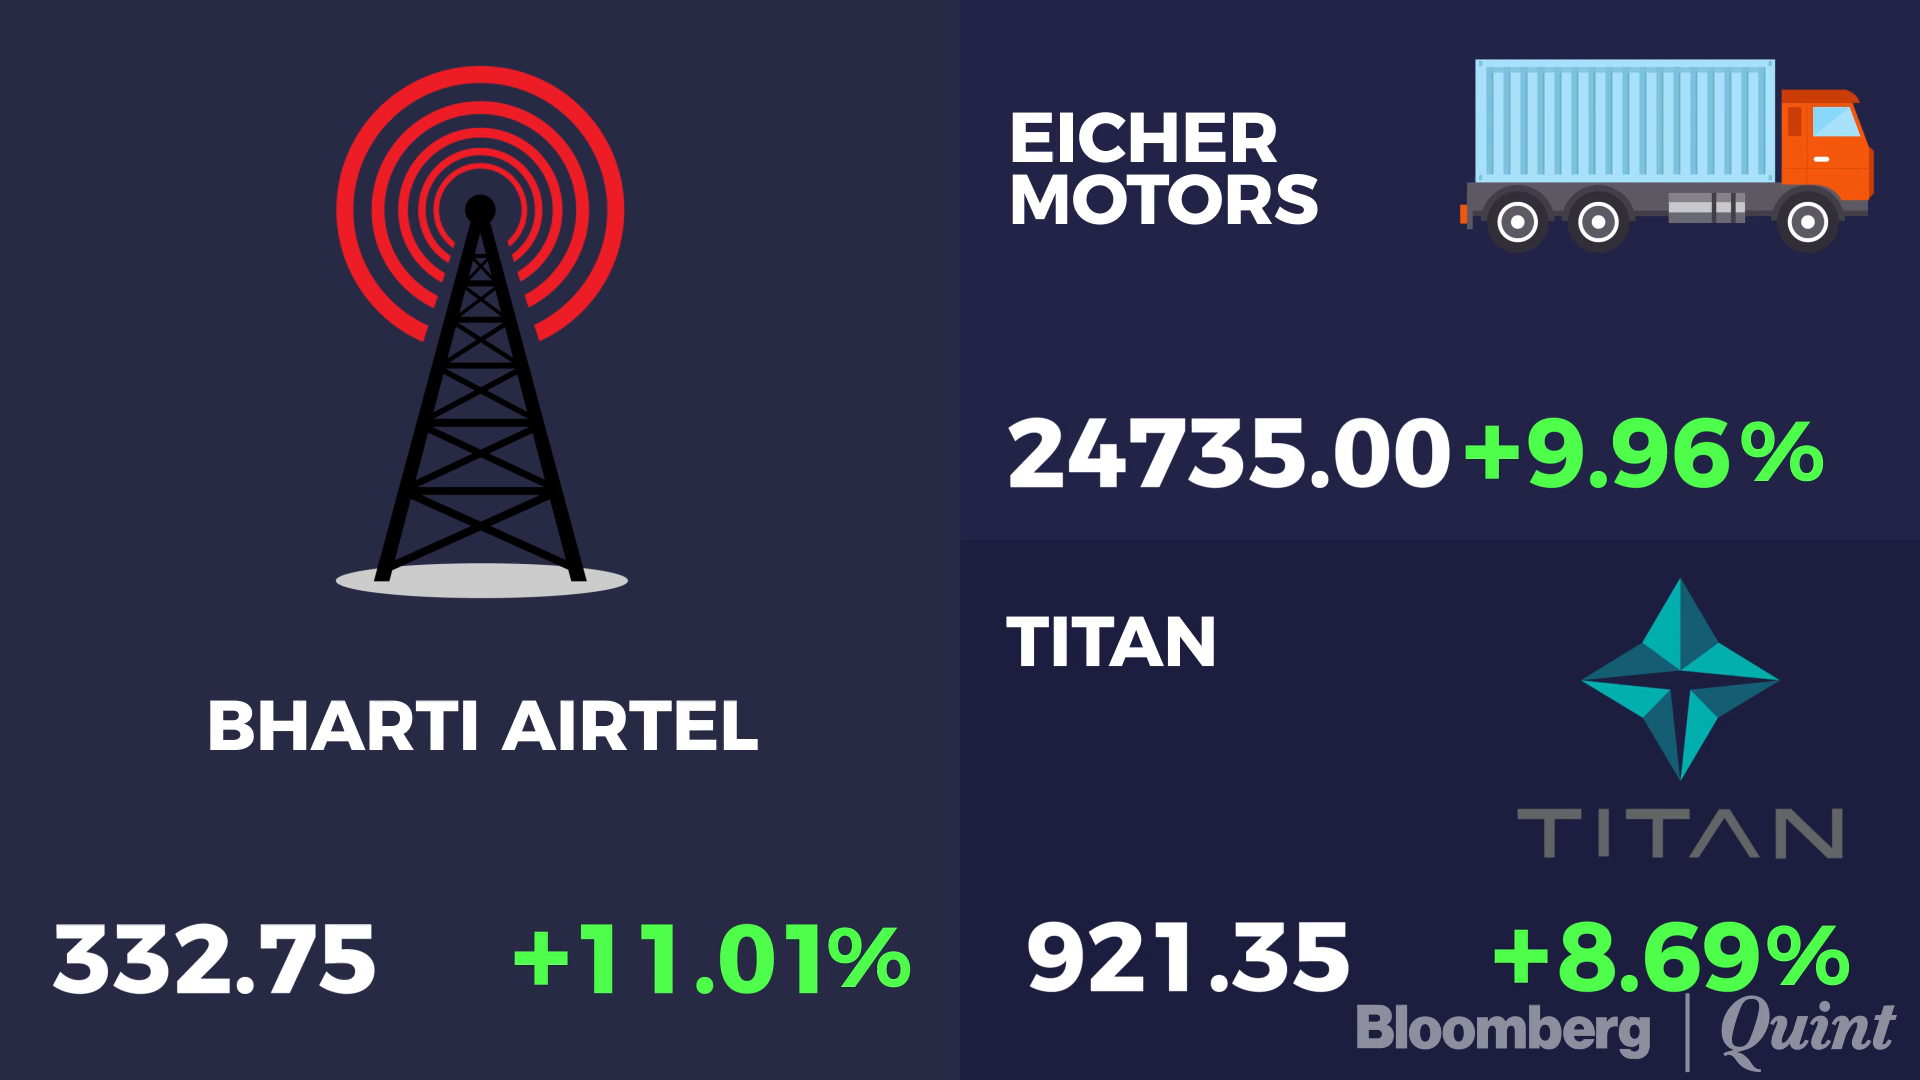 BHARTI AIRTEL
332.75 +11.01%
EICHER
MOTORS
24735.00 +9.96%
TITAN
TITAN
921.35 +8.69%
Bloomberg | Quint